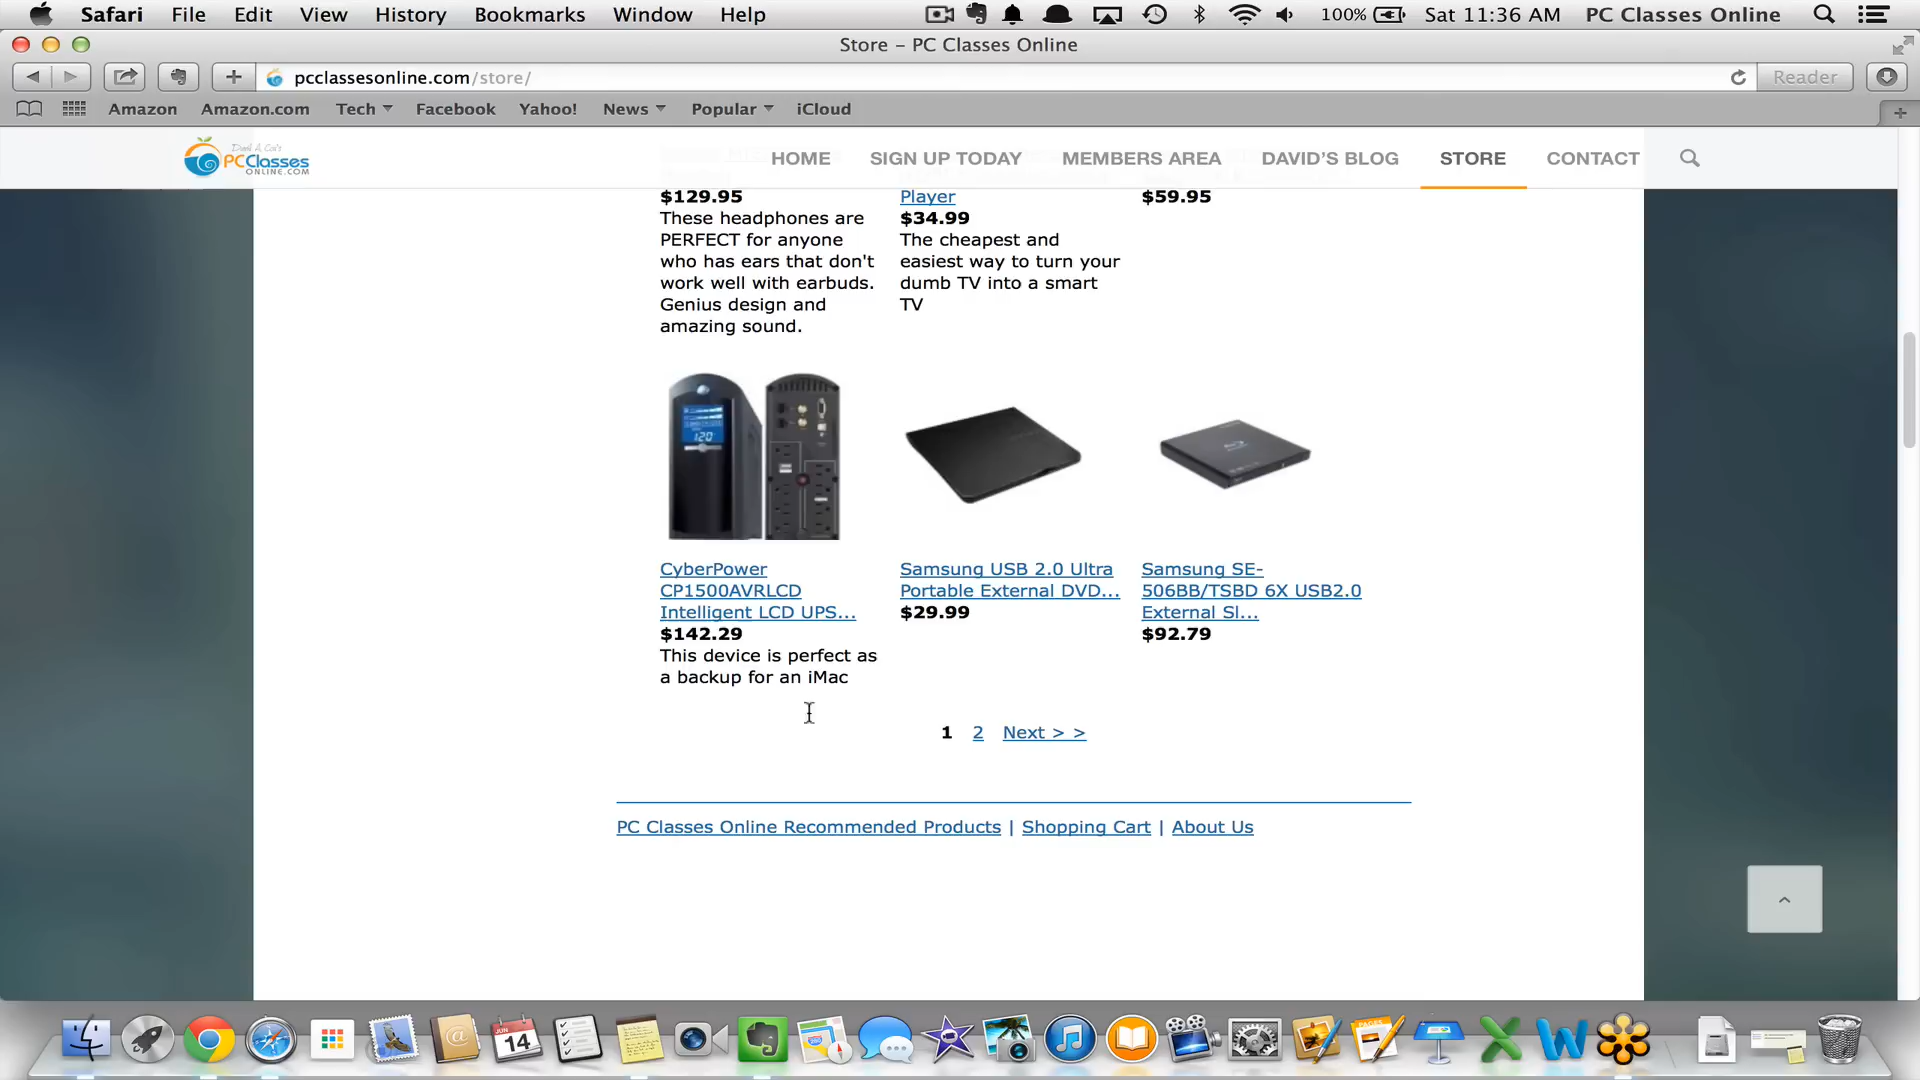 Safari File Edit View History Bookmarks Window Help 100% Sat 11:36 AM PC Classes Online
Store – PC Classes Online
pcclassesonline.com/store/ Reader
Amazon Amazon.com Tech Facebook Yahoo! News Popular iCloud
David A Cox's
PCClasses
ONLINE.COM
HOME SIGN UP TODAY MEMBERS AREA DAVID'S BLOG STORE CONTACT
$129.95
These headphones are
PERFECT for anyone
who has ears that don't
work well with earbuds.
Genius design and
amazing sound.
Player
$34.99
The cheapest and
easiest way to turn your
dumb TV into a smart
TV
$59.95
120
CyberPower
CP1500AVRLCD
Intelligent LCD UPS...
$142.29
This device is perfect as
a backup for an iMac
Samsung USB 2.0 Ultra
Portable External DVD...
$29.99
Samsung SE-
506BB/TSBD 6X USB2.0
External Sl...
$92.79
1 2 Next > >
PC Classes Online Recommended Products | Shopping Cart | About Us
JUN
14
PAGES